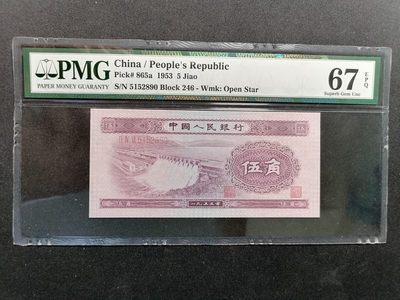 PMG
PAPER MONEY GUARANTY
China / People's Republic
Pick# 865a 1953 5 Jiao
S/N 5152890 Block 246 - Wmk: Open Star
67
EPQ
Superb Gem Unc
中國人民銀行
5152890
伍角
一九五三年